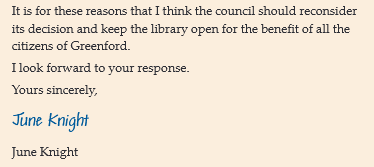 It is for these reasons that I think the council should reconsider
its decision and keep the library open for the benefit of all the
citizens of Greenford.
I look forward to your response.
Yours sincerely,
June Knight
June Knight